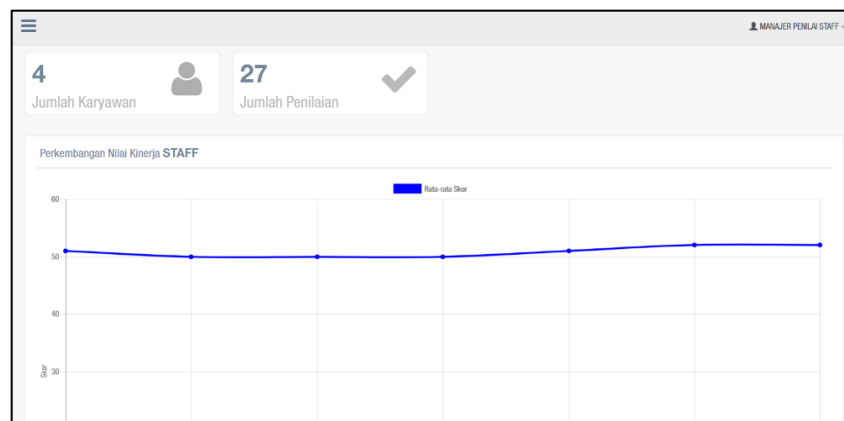 MANAJER PENILAI STAFF
4
Jumlah Karyawan
27
Jumlah Penilaian
Perkembangan Nilai Kinerja STAFF
Rata-rata Skor
60
50
40
Skor
30